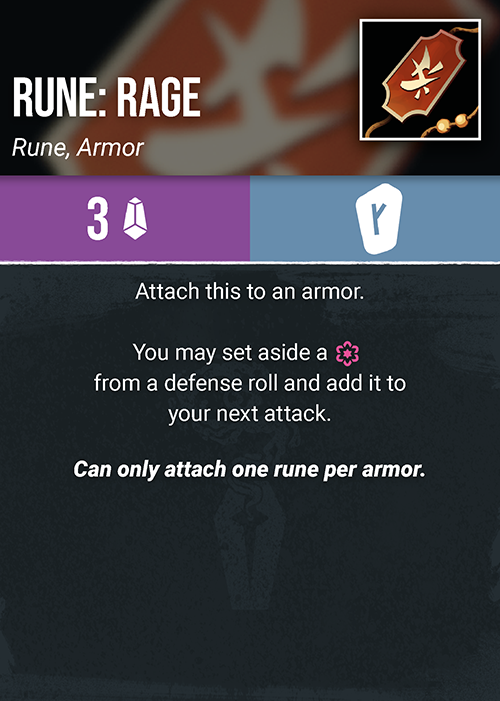 RUNE: RAGE
Rune, Armor
3
Attach this to an armor.
You may set aside a
from a defense roll and add it to
your next attack.
Can only attach one rune per armor.